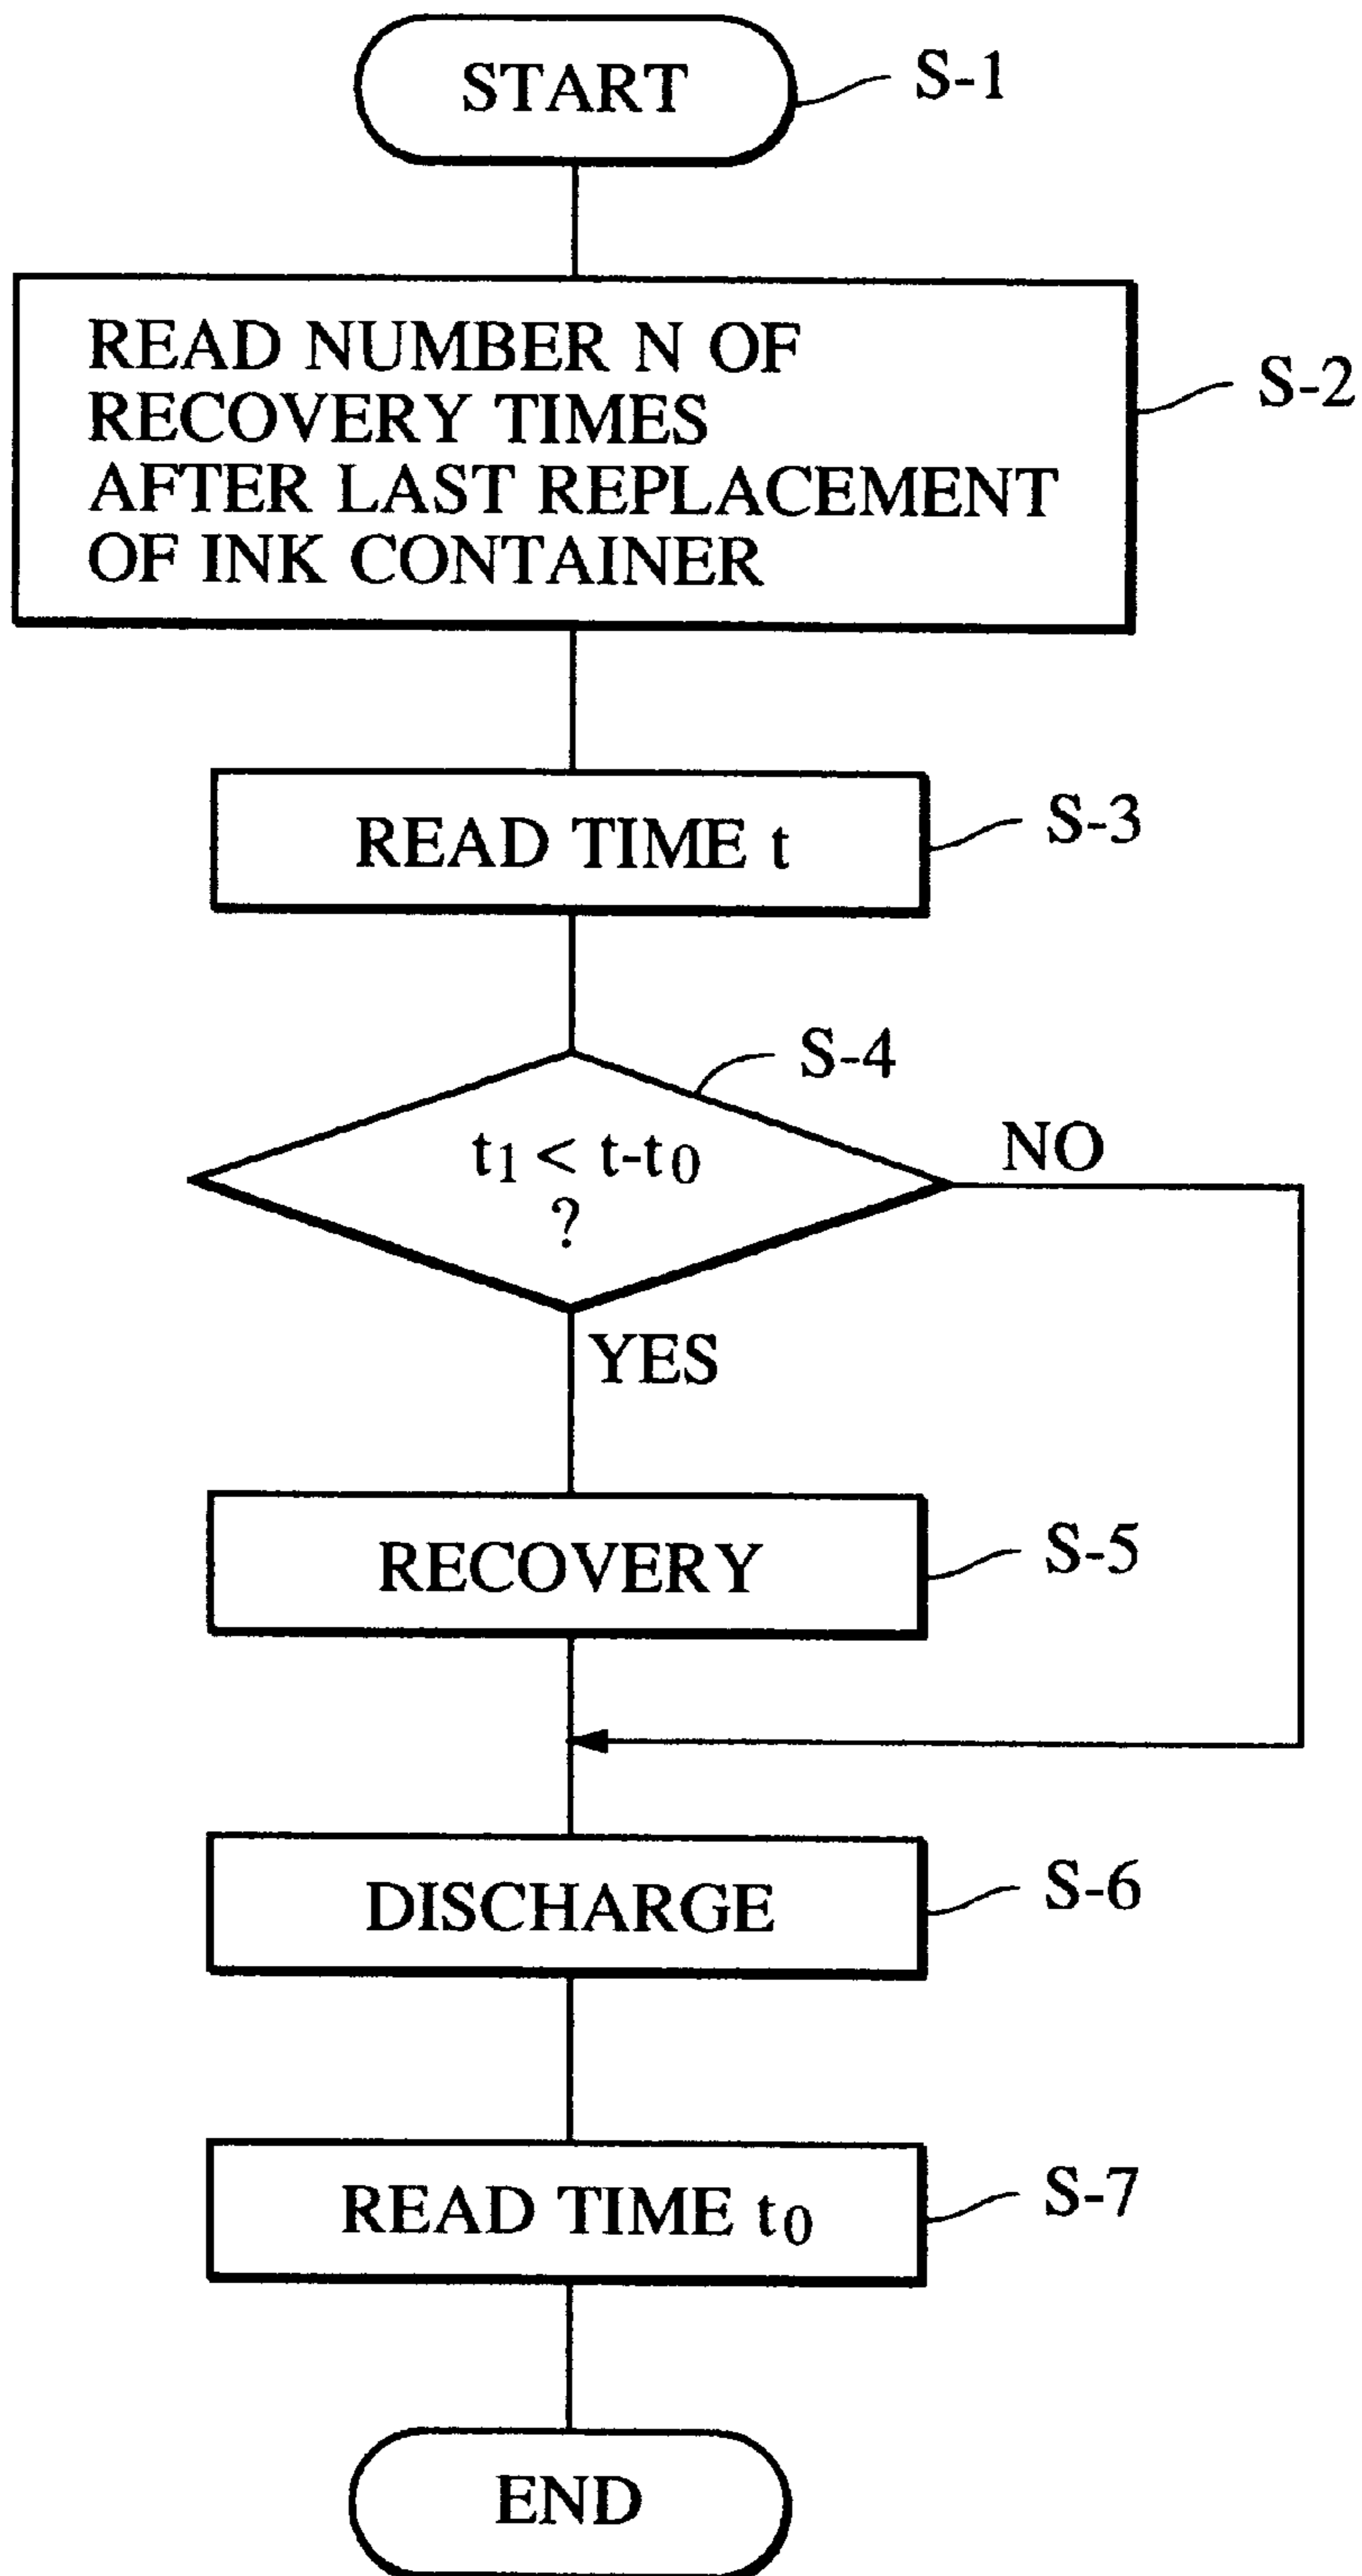 START
S-1
READ NUMBER N OF
RECOVERY TIMES
AFTER LAST REPLACEMENT
OF INK CONTAINER
S-2
READ TIME t
S-3
S-4
t₁ < t-t₀
?
NO
YES
RECOVERY
S-5
DISCHARGE
S-6
READ TIME t₀
S-7
END